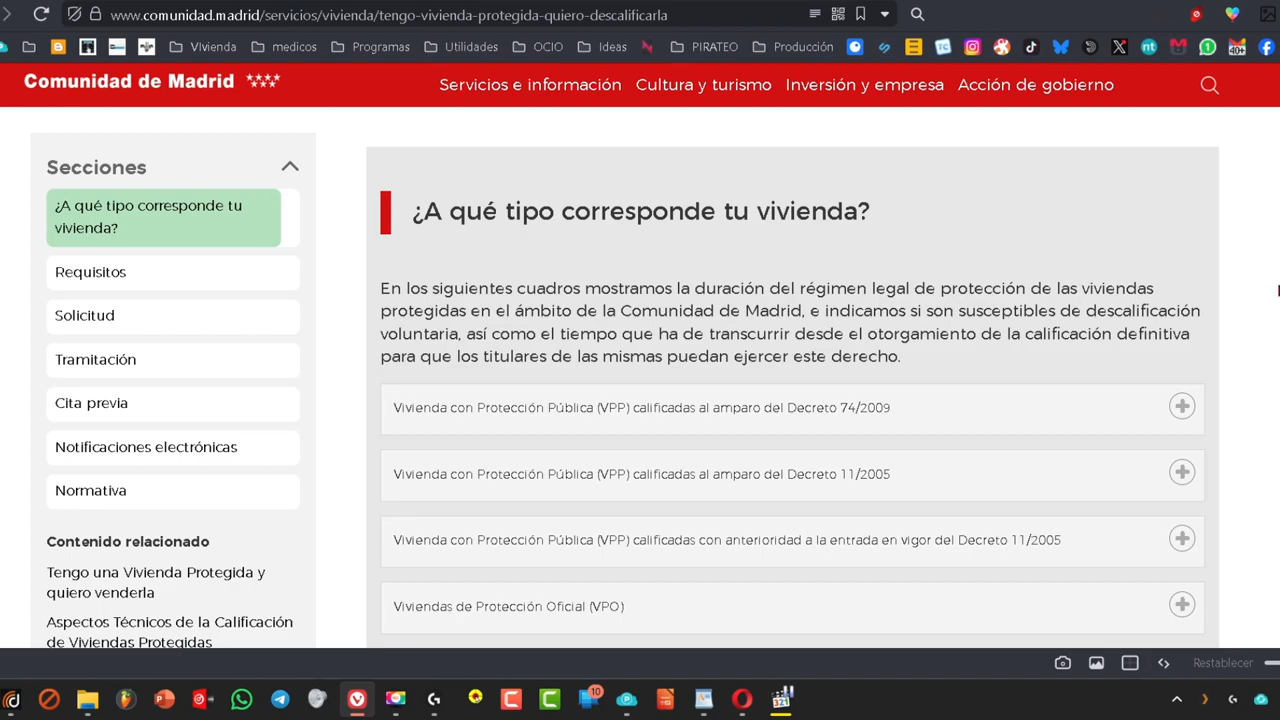 www.comunidad.madrid/servicios/vivienda/tengo-vivienda-protegida-quiero-descalificarla
VIvienda
medicos
Programas
Utilidades
OCIO
Ideas
PIRATEO
Producción
Comunidad de Madrid
Servicios e información
Cultura y turismo
Inversión y empresa
Acción de gobierno
Secciones
¿A qué tipo corresponde tu
vivienda?
Requisitos
Solicitud
Tramitación
Cita previa
Notificaciones electrónicas
Normativa
Contenido relacionado
Tengo una Vivienda Protegida y
quiero venderla
Aspectos Técnicos de la Calificación
de Viviendas Protegidas
¿A qué tipo corresponde tu vivienda?
En los siguientes cuadros mostramos la duración del régimen legal de protección de las viviendas
protegidas en el ámbito de la Comunidad de Madrid, e indicamos si son susceptibles de descalificación
voluntaria, así como el tiempo que ha de transcurrir desde el otorgamiento de la calificación definitiva
para que los titulares de las mismas puedan ejercer este derecho.
Vivienda con Protección Pública (VPP) calificadas al amparo del Decreto 74/2009
Vivienda con Protección Pública (VPP) calificadas al amparo del Decreto 11/2005
Vivienda con Protección Pública (VPP) calificadas con anterioridad a la entrada en vigor del Decreto 11/2005
Viviendas de Protección Oficial (VPO)
Restablecer
10